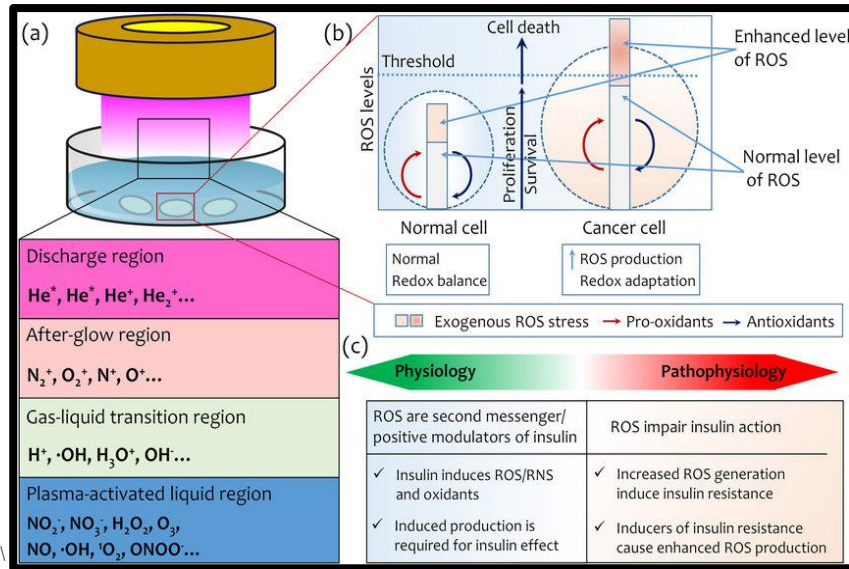 (a)
Discharge region
He*, He*, He⁺, He₂⁺...
After-glow region
N₂⁺, O₂⁺, N⁺, O⁺...
Gas-liquid transition region
H⁺, ·OH, H₃O⁺, OH⁻...
Plasma-activated liquid region
NO₂⁻, NO₃⁻, H₂O₂, O₃,
NO, ·OH, ¹O₂, ONOO⁻...
\
(b)
Cell death
Threshold
ROS levels
Proliferation
Survival
Enhanced level
of ROS
Normal level
of ROS
Normal cell
Cancer cell
Normal
Redox balance
↑ ROS production
Redox adaptation
Exogenous ROS stress
Pro-oxidants
Antioxidants
(c)
Physiology
Pathophysiology
ROS are second messenger/
positive modulators of insulin
ROS impair insulin action
✓ Insulin induces ROS/RNS
and oxidants
✓ Increased ROS generation
induce insulin resistance
✓ Induced production is
required for insulin effect
✓ Inducers of insulin resistance
cause enhanced ROS production